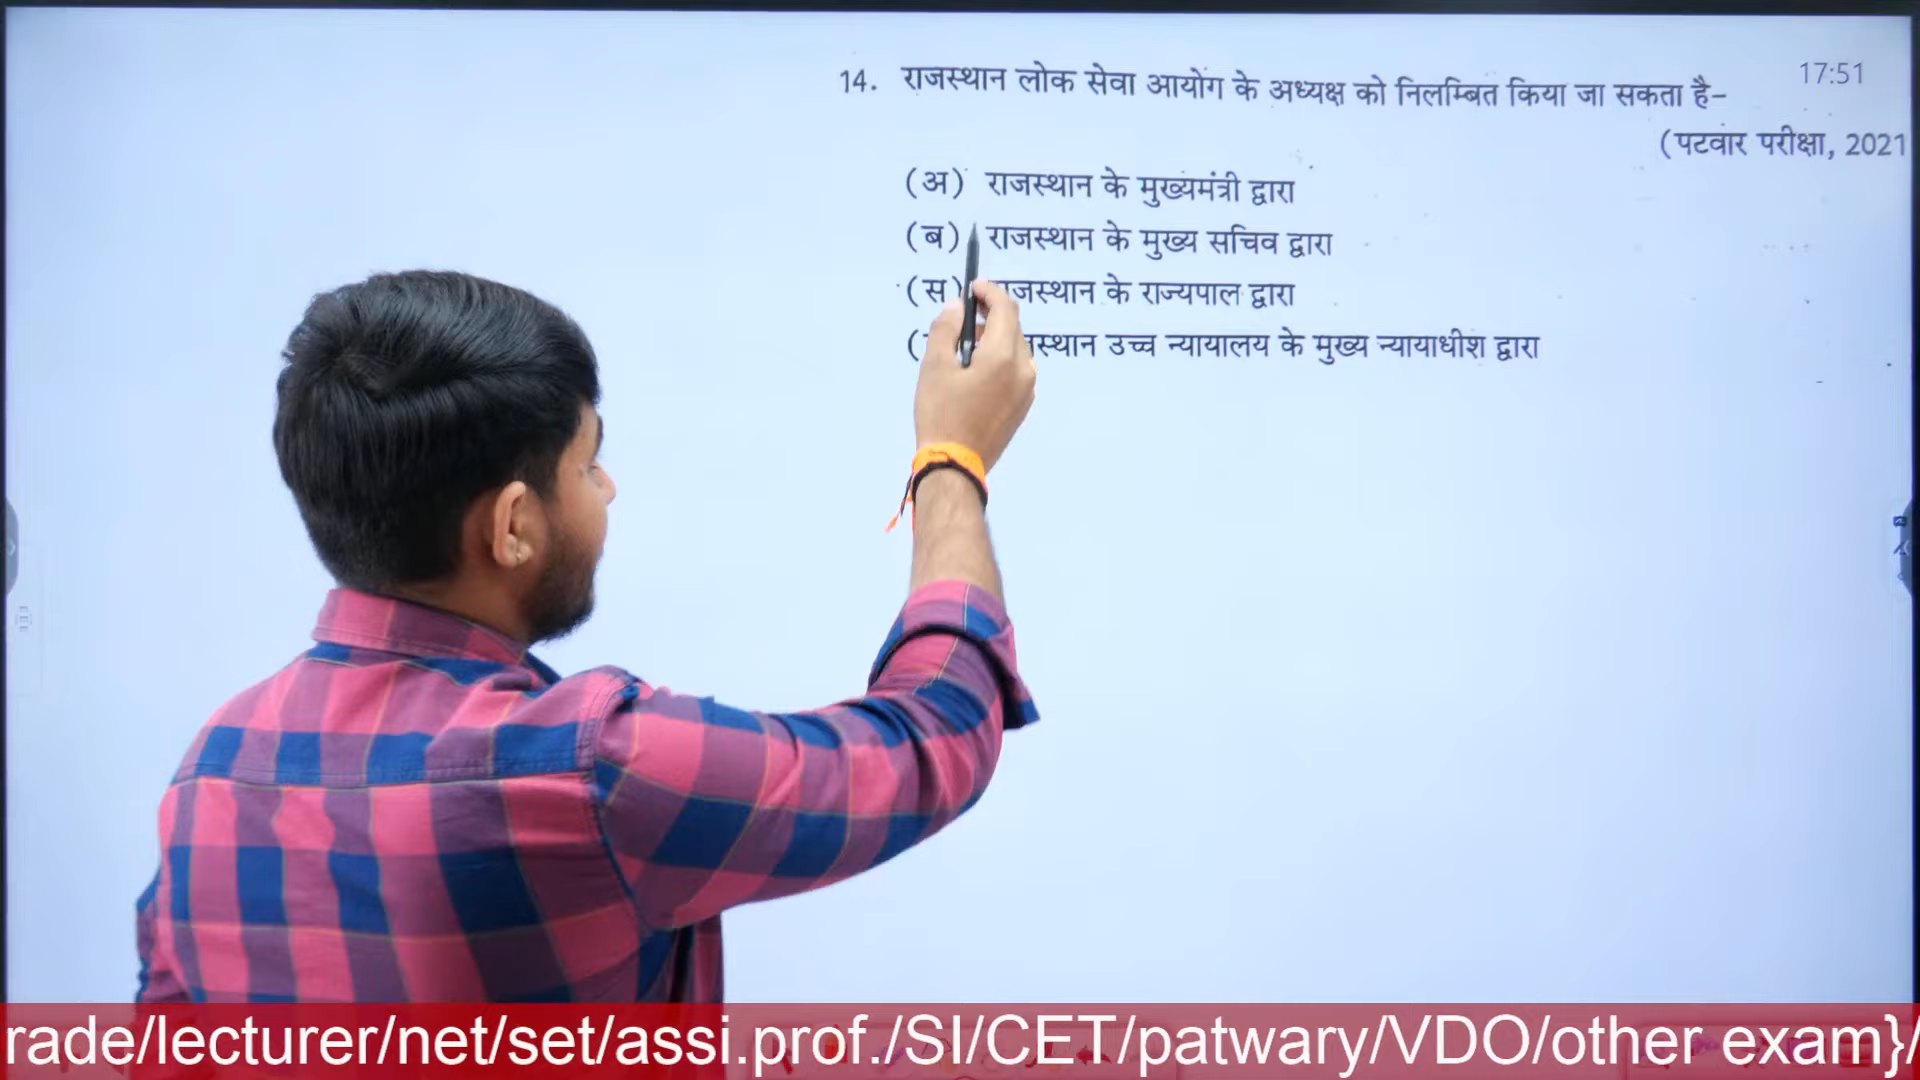 17:51
14. राजस्थान लोक सेवा आयोग के अध्यक्ष को निलम्बित किया जा सकता है-
(पटवार परीक्षा, 2021
(अ) राजस्थान के मुख्यमंत्री द्वारा
(ब) राजस्थान के मुख्य सचिव द्वारा
(स) राजस्थान के राज्यपाल द्वारा
उच्च न्यायालय के मुख्य न्यायाधीश द्वारा
rade/lecturer/net/set/assi.prof./SI/CET/patwary/VDO/other exam}/